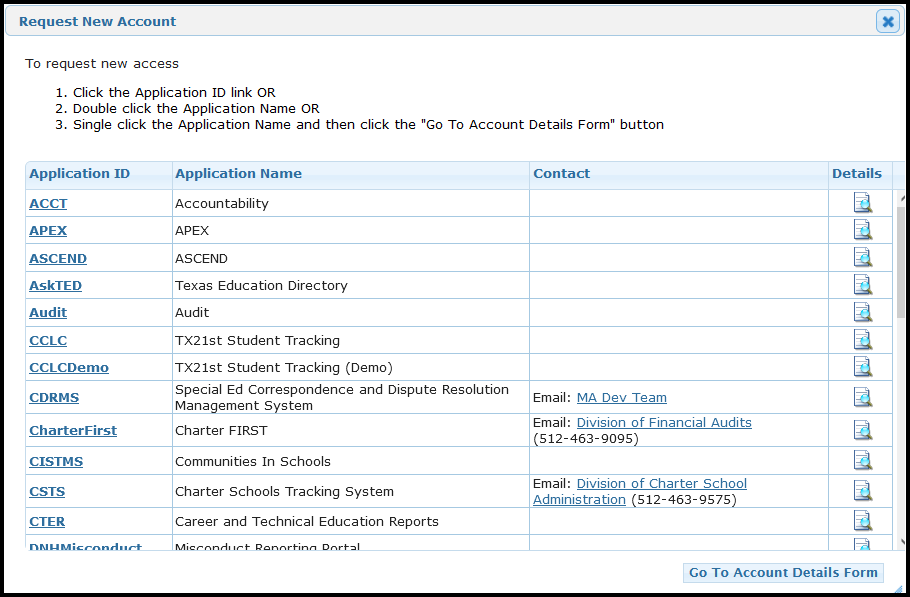 Request New Account
To request new access
1. Click the Application ID link OR
2. Double click the Application Name OR
3. Single click the Application Name and then click the "Go To Account Details Form" button
Application ID Application Name Contact Details
ACCT Accountability
APEX APEX
ASCEND ASCEND
AskTED Texas Education Directory
Audit Audit
CCLC TX21st Student Tracking
CCLCDemo TX21st Student Tracking (Demo)
CDRMS Special Ed Correspondence and Dispute Resolution
Management System Email: MA Dev Team
CharterFirst Charter FIRST Email: Division of Financial Audits
(512-463-9095)
CISTMS Communities In Schools
CSTS Charter Schools Tracking System Email: Division of Charter School
Administration (512-463-9575)
CTER Career and Technical Education Reports
DNHMisconduct Misconduct Reporting Portal
Go To Account Details Form